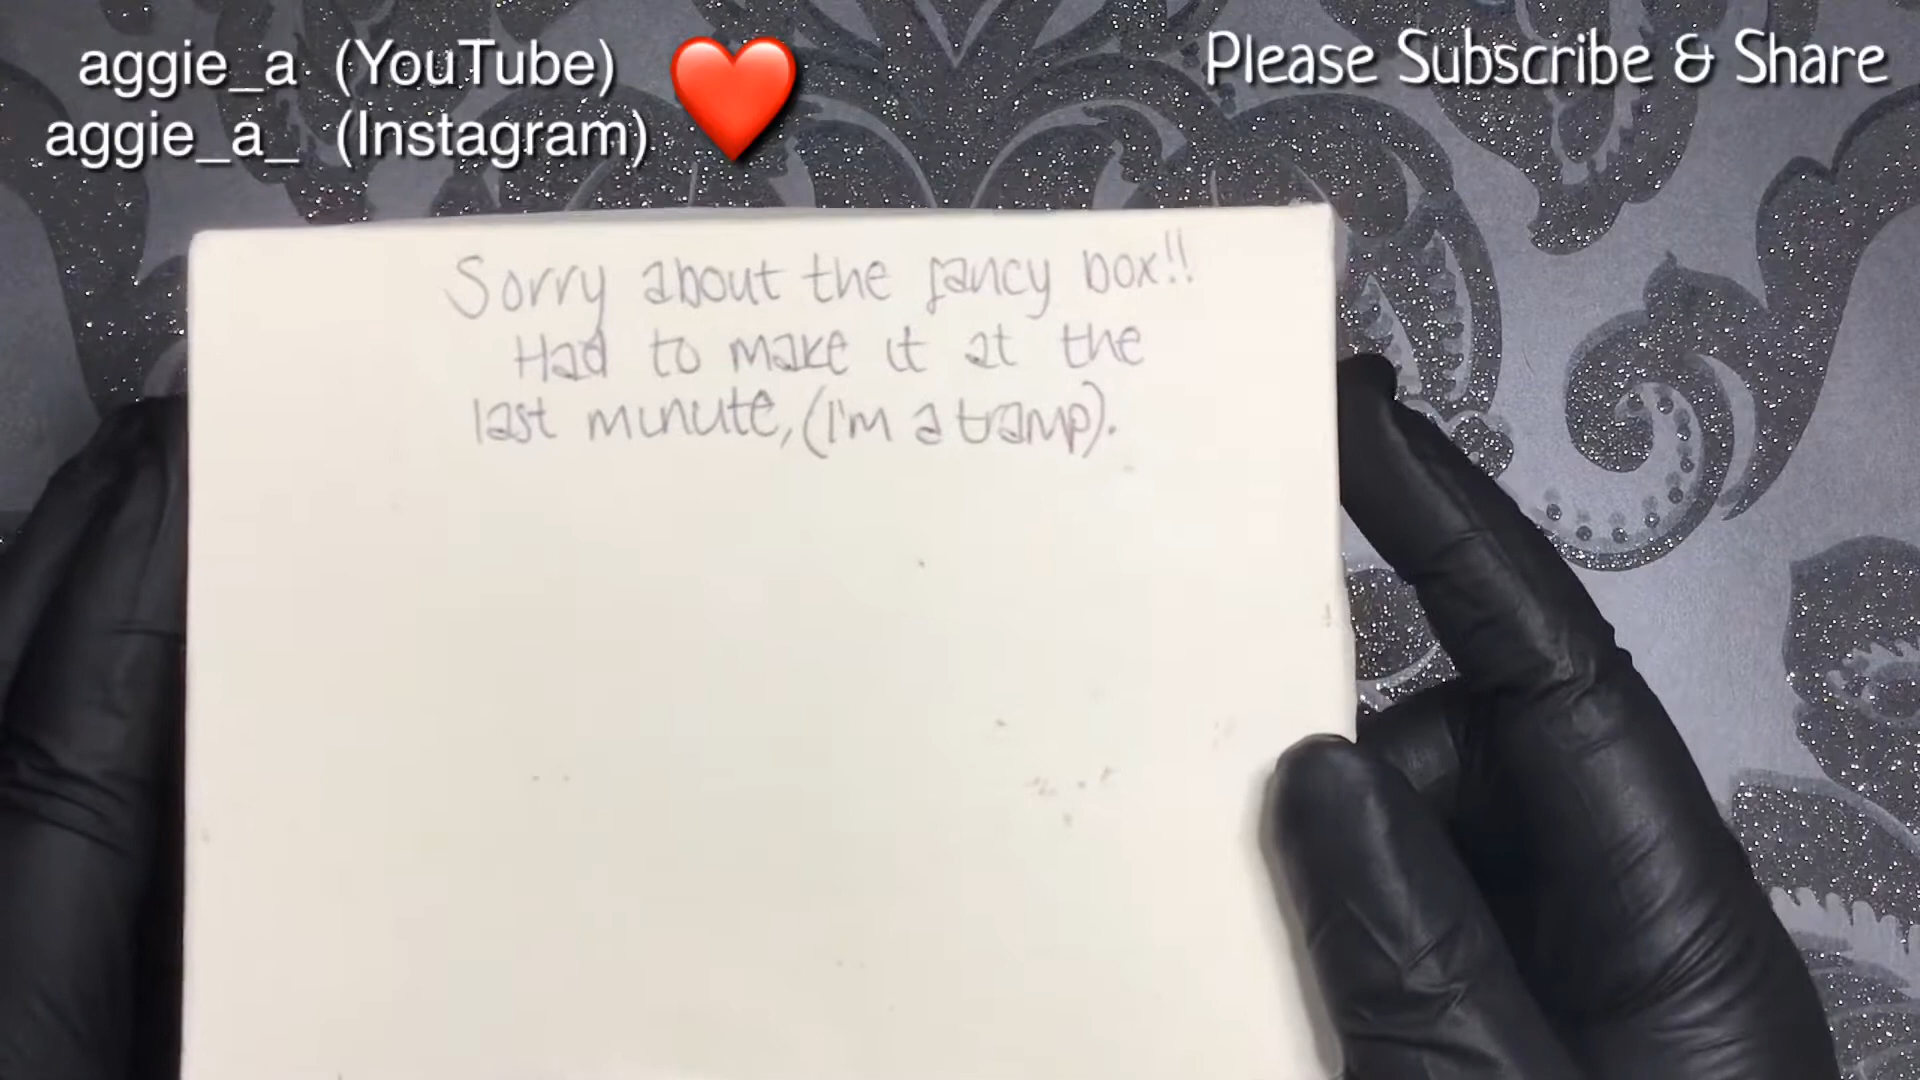 aggie_a (YouTube)
aggie_a_ (Instagram)
Please Subscribe & Share
Sorry about the fancy box!!
Had to make it at the
last minute, (I'm a tramp).